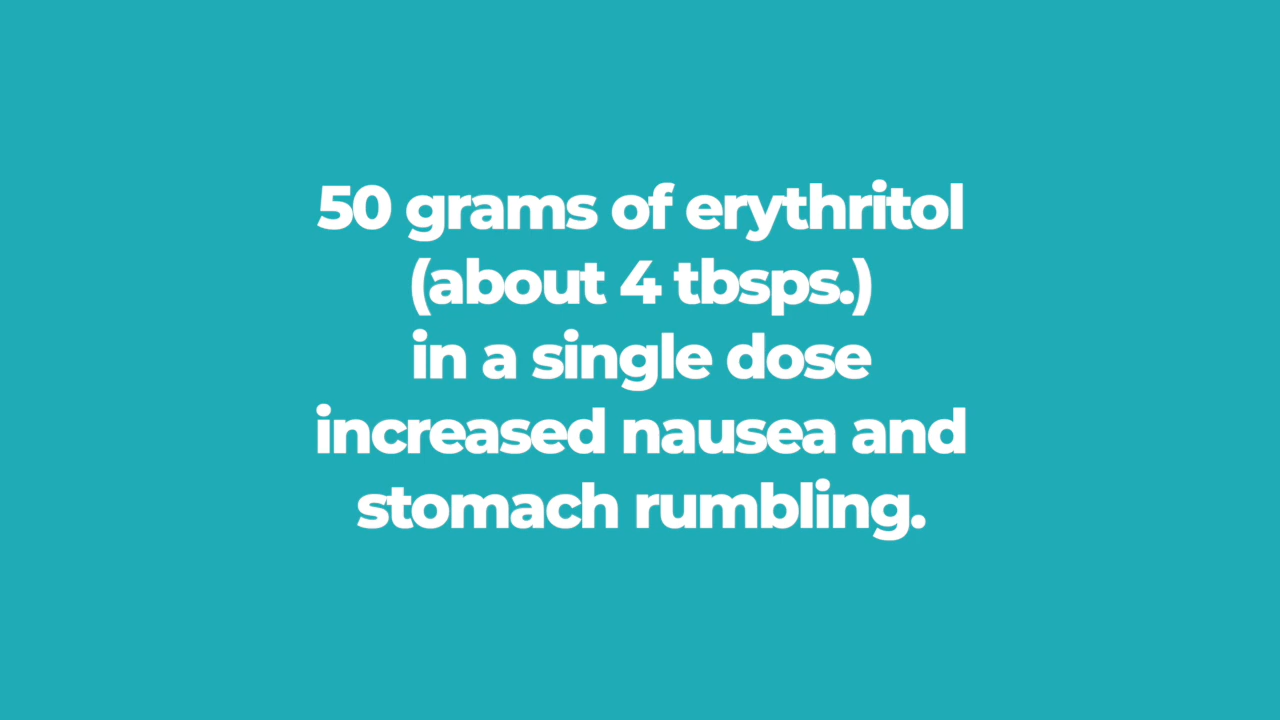 50 grams of erythritol
(about 4 tbsps.)
in a single dose
increased nausea and
stomach rumbling.